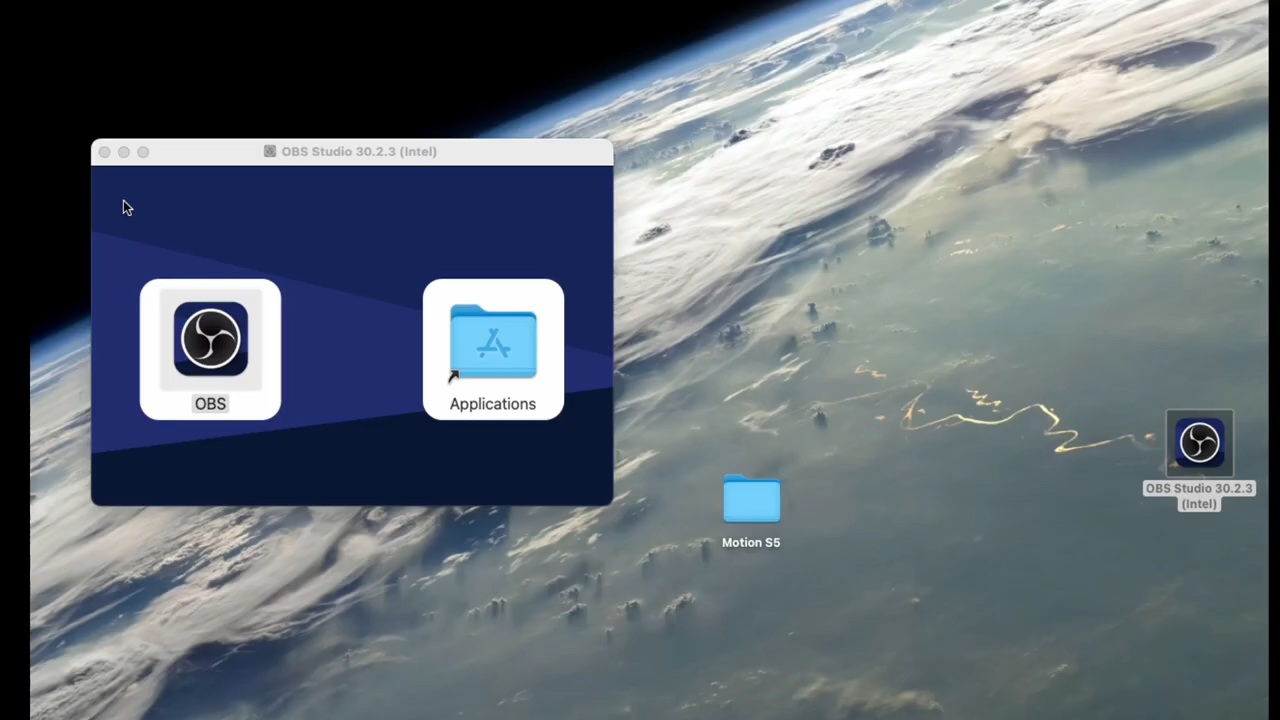 OBS Studio 30.2.3 (Intel)
OBS
Applications
Motion S5
OBS Studio 30.2.3
(Intel)